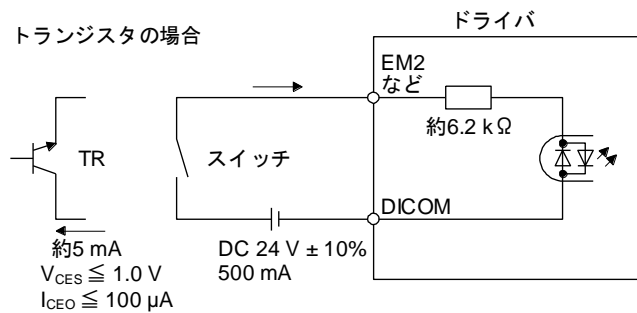 トランジスタの場合
ドライバ
EM2
など
約6.2 kΩ
TR
スイッチ
DICOM
約5 mA
V_CES ≦ 1.0 V
I_CEO ≦ 100 µA
DC 24 V ± 10%
500 mA